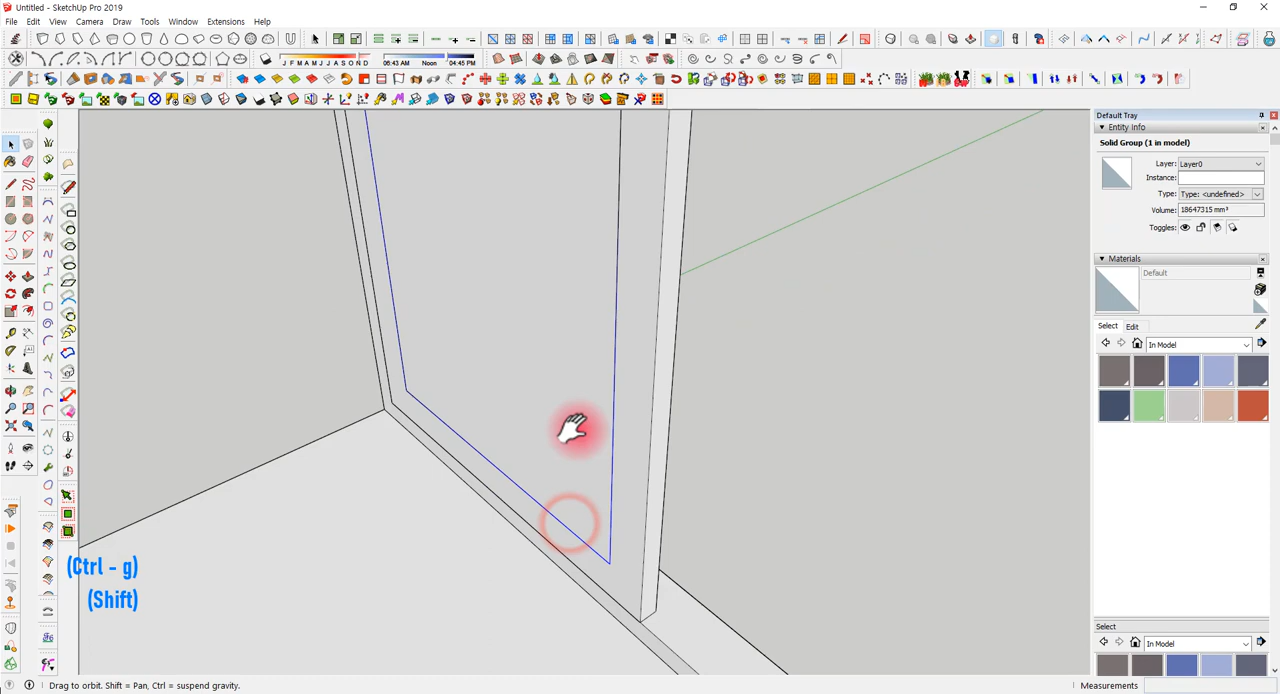 Untitled - SketchUp Pro 2019
File Edit View Camera Draw Tools Window Extensions Help
J F M A M J J A S O N D
06:43 AM Noon 04:45 PM
Default Tray
Entity Info
Solid Group (1 in model)
Layer: Layer0
Instance:
Type: Type: <undefined>
Volume: 18647315 mm³
Toggles:
Materials
Default
Select Edit
In Model
(Ctrl - g)
(Shift)
Select
In Model
Drag to orbit. Shift = Pan, Ctrl = suspend gravity.
Measurements